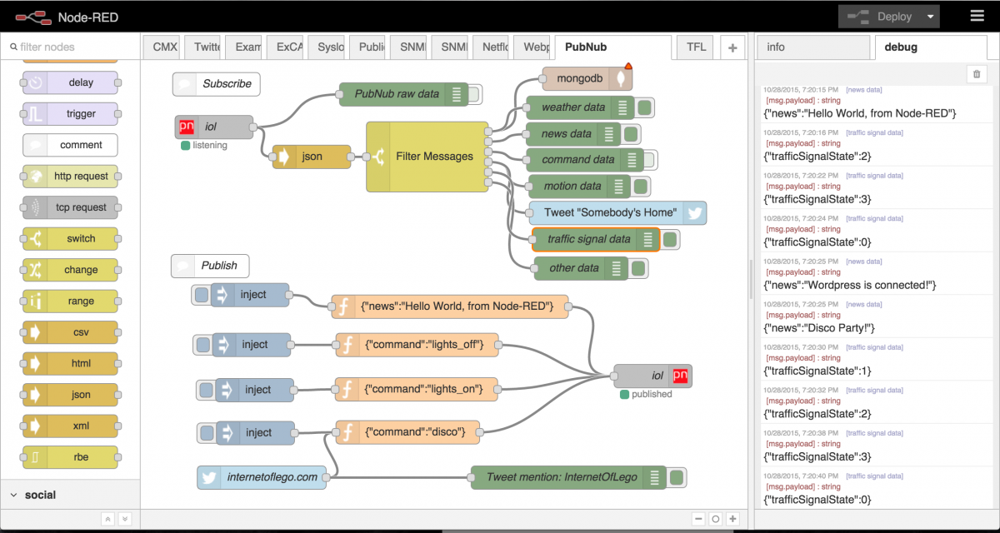 Node-RED
Deploy
filter nodes
delay
trigger
comment
http request
tcp request
switch
change
range
csv
html
json
xml
rbe
social
CMX
Twitte
Exam
ExCA
Syslo
Publi
SNM
SNM
Netflo
Webp
PubNub
TFL
Subscribe
PubNub raw data
pn iol
listening
json
Filter Messages
mongodb
weather data
news data
command data
motion data
Tweet "Somebody's Home"
traffic signal data
other data
Publish
inject
{"news":"Hello World, from Node-RED"}
inject
{"command":"lights_off"}
inject
{"command":"lights_on"}
inject
{"command":"disco"}
iol pn
published
internetoflego.com
Tweet mention: InternetOfLego
info
debug
10/28/2015, 7:20:15 PM [news data]
[msg.payload] : string
{"news":"Hello World, from Node-RED"}
10/28/2015, 7:20:16 PM [traffic signal data]
[msg.payload] : string
{"trafficSignalState":2}
10/28/2015, 7:20:22 PM [traffic signal data]
[msg.payload] : string
{"trafficSignalState":3}
10/28/2015, 7:20:24 PM [traffic signal data]
[msg.payload] : string
{"trafficSignalState":0}
10/28/2015, 7:20:25 PM [news data]
[msg.payload] : string
{"news":"Wordpress is connected!"}
10/28/2015, 7:20:25 PM [news data]
[msg.payload] : string
{"news":"Disco Party!"}
10/28/2015, 7:20:30 PM [traffic signal data]
[msg.payload] : string
{"trafficSignalState":1}
10/28/2015, 7:20:32 PM [traffic signal data]
[msg.payload] : string
{"trafficSignalState":2}
10/28/2015, 7:20:38 PM [traffic signal data]
[msg.payload] : string
{"trafficSignalState":3}
10/28/2015, 7:20:40 PM [traffic signal data]
[msg.payload] : string
{"trafficSignalState":0}